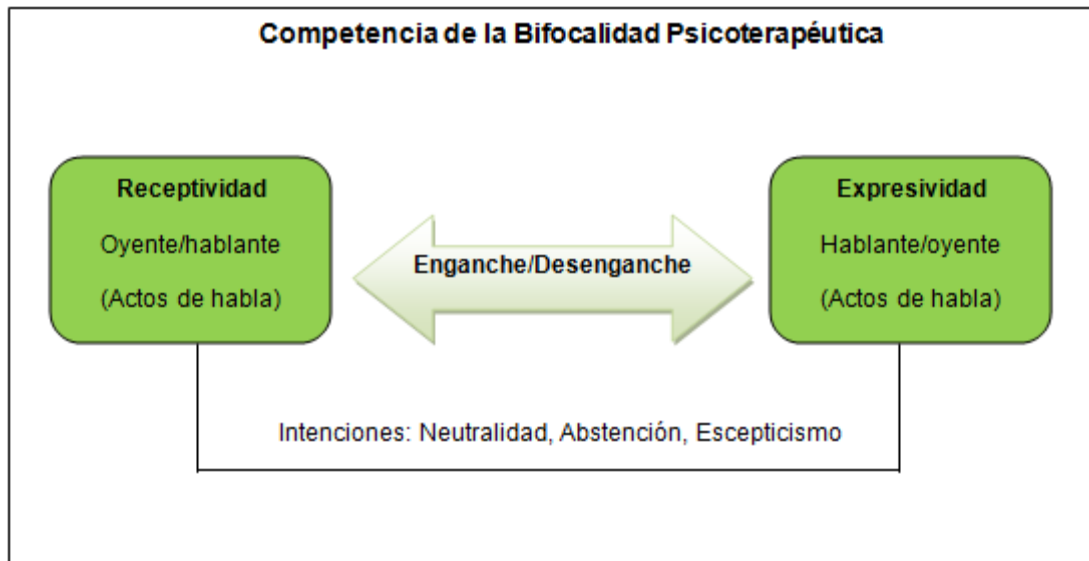 Competencia de la Bifocalidad Psicoterapéutica
Receptividad
Oyente/hablante
(Actos de habla)
Enganche/Desenganche
Expresividad
Hablante/oyente
(Actos de habla)
Intenciones: Neutralidad, Abstención, Escepticismo